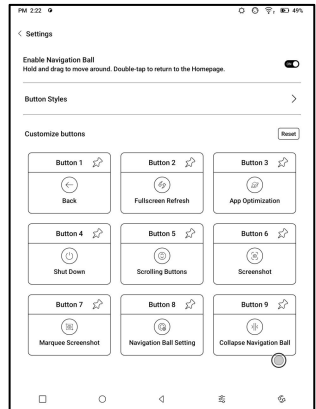 PM 2:22
49%
Settings
Enable Navigation Ball
Hold and drag to move around. Double-tap to return to the Homepage.
ON
Button Styles
Customize buttons
Reset
Button 1
Button 2
Button 3
Back
Fullscreen Refresh
App Optimization
Button 4
Button 5
Button 6
Shut Down
Scrolling Buttons
Screenshot
Button 7
Button 8
Button 9
Marquee Screenshot
Navigation Ball Setting
Collapse Navigation Ball